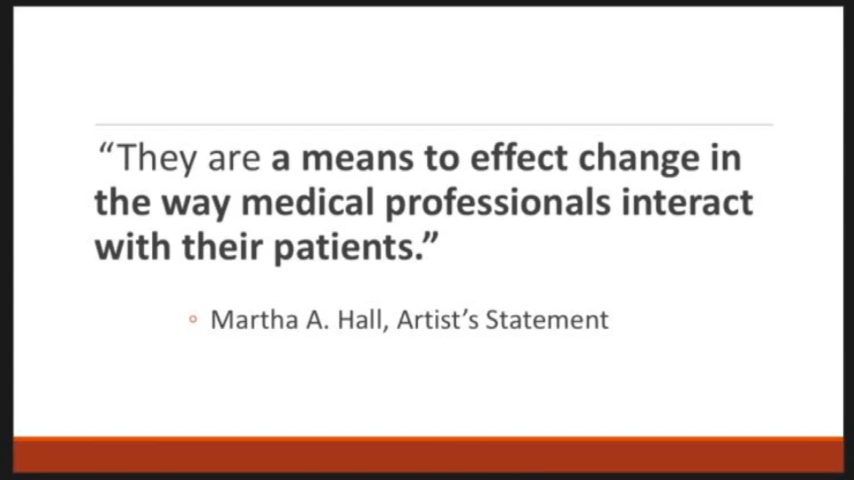 “They are a means to effect change in
the way medical professionals interact
with their patients.”
◦ Martha A. Hall, Artist’s Statement